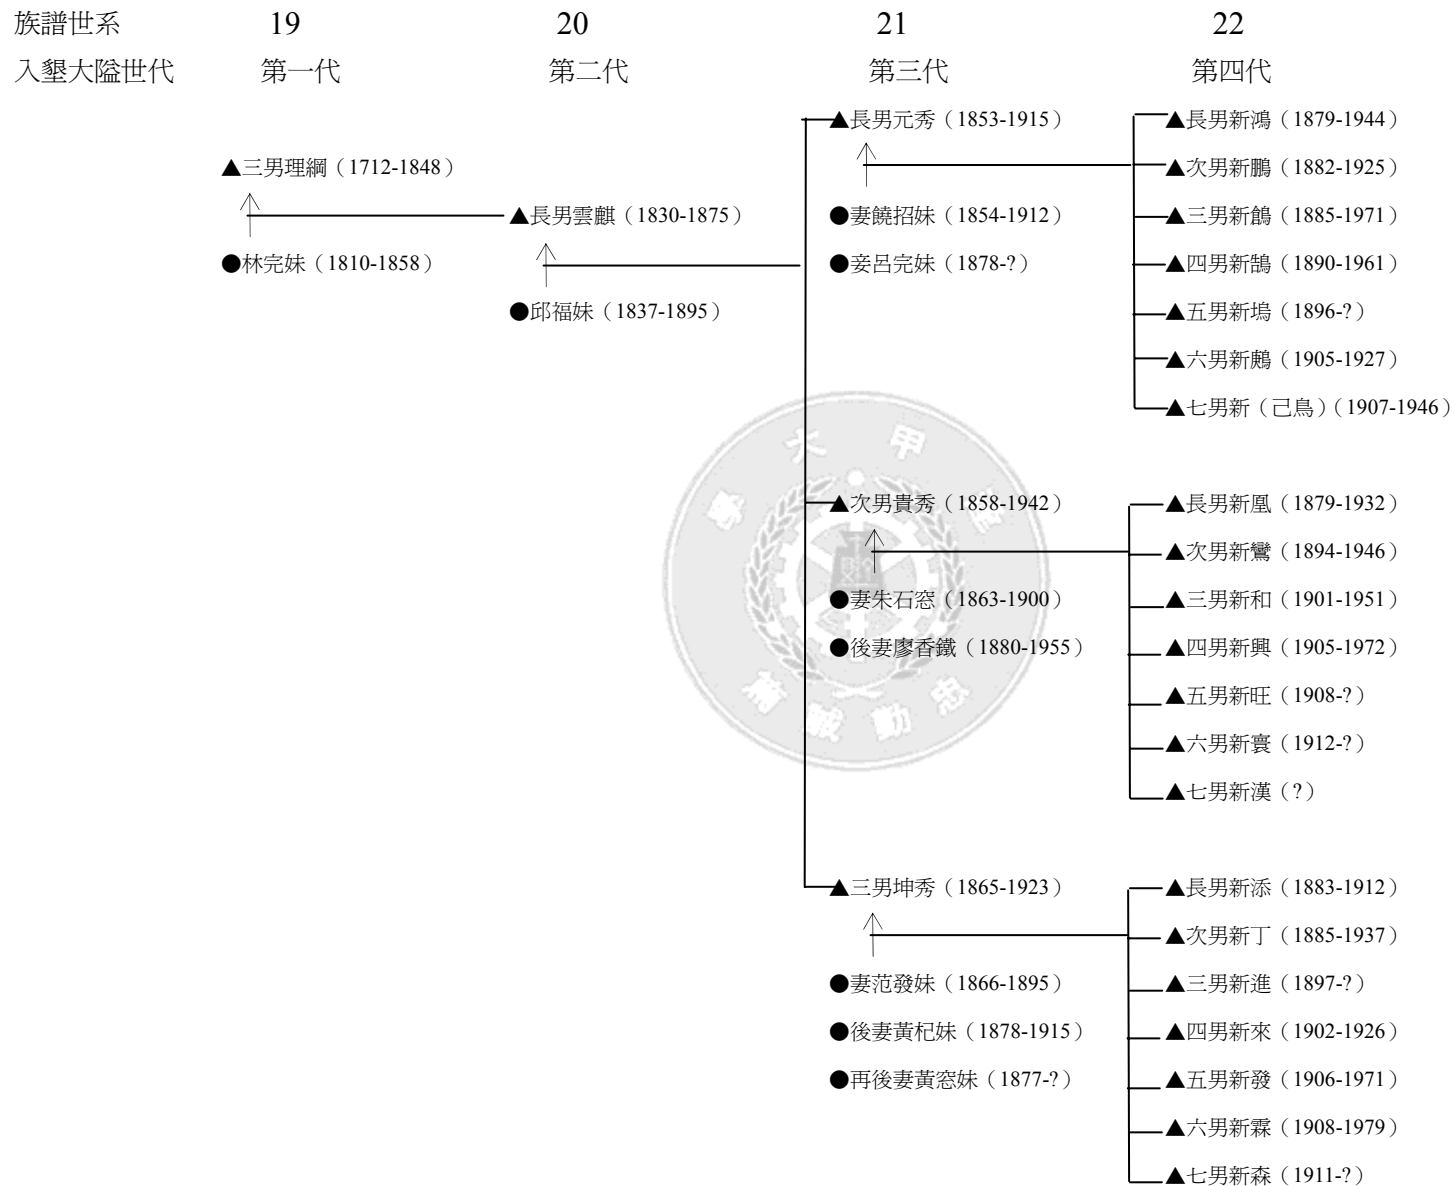 族譜世系 19 20 21 22
入墾大隘世代 第一代 第二代 第三代 第四代
▲三男理綱（1712-1848）
●林完妹（1810-1858）
▲長男雲麒（1830-1875）
●邱福妹（1837-1895）
▲長男元秀（1853-1915）
●妻饒招妹（1854-1912）
●妾呂完妹（1878-?）
▲長男新鴻（1879-1944）
▲次男新鵬（1882-1925）
▲三男新鶬（1885-1971）
▲四男新鵠（1890-1961）
▲五男新塢（1896-?）
▲六男新鷓（1905-1927）
▲七男新（己鳥）（1907-1946）
▲次男貴秀（1858-1942）
●妻朱石窓（1863-1900）
●後妻廖香鐵（1880-1955）
▲長男新凰（1879-1932）
▲次男新鸞（1894-1946）
▲三男新和（1901-1951）
▲四男新興（1905-1972）
▲五男新旺（1908-?）
▲六男新寰（1912-?）
▲七男新漢（?）
▲三男坤秀（1865-1923）
●妻范發妹（1866-1895）
●後妻黃杞妹（1878-1915）
●再後妻黃窓妹（1877-?）
▲長男新添（1883-1912）
▲次男新丁（1885-1937）
▲三男新進（1897-?）
▲四男新來（1902-1926）
▲五男新發（1906-1971）
▲六男新霖（1908-1979）
▲七男新森（1911-?）